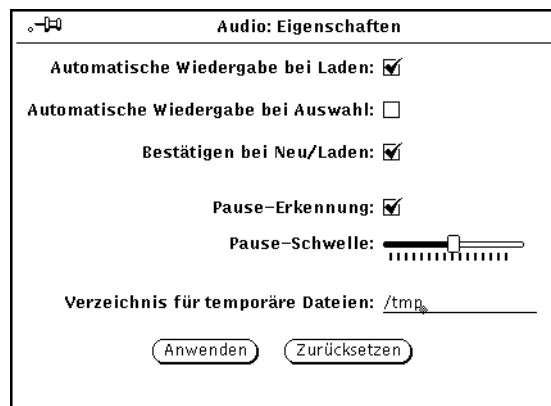 Audio: Eigenschaften
Automatische Wiedergabe bei Laden:
Automatische Wiedergabe bei Auswahl:
Bestätigen bei Neu/Laden:
Pause-Erkennung:
Pause-Schwelle:
Verzeichnis für temporäre Dateien: /tmp
Anwenden Zurücksetzen